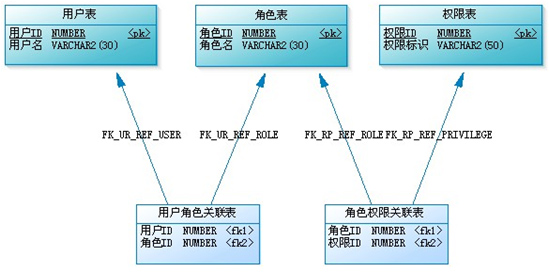 用户表
用户ID NUMBER <pk>
用户名 VARCHAR2(30)
角色表
角色ID NUMBER <pk>
角色名 VARCHAR2(30)
权限表
权限ID NUMBER <pk>
权限标识 VARCHAR2(50)
FK_UR_REF_USER
FK_UR_REF_ROLE
FK_RP_REF_ROLE
FK_RP_REF_PRIVILEGE
用户角色关联表
用户ID NUMBER <fk1>
角色ID NUMBER <fk2>
角色权限关联表
角色ID NUMBER <fk1>
权限ID NUMBER <fk2>